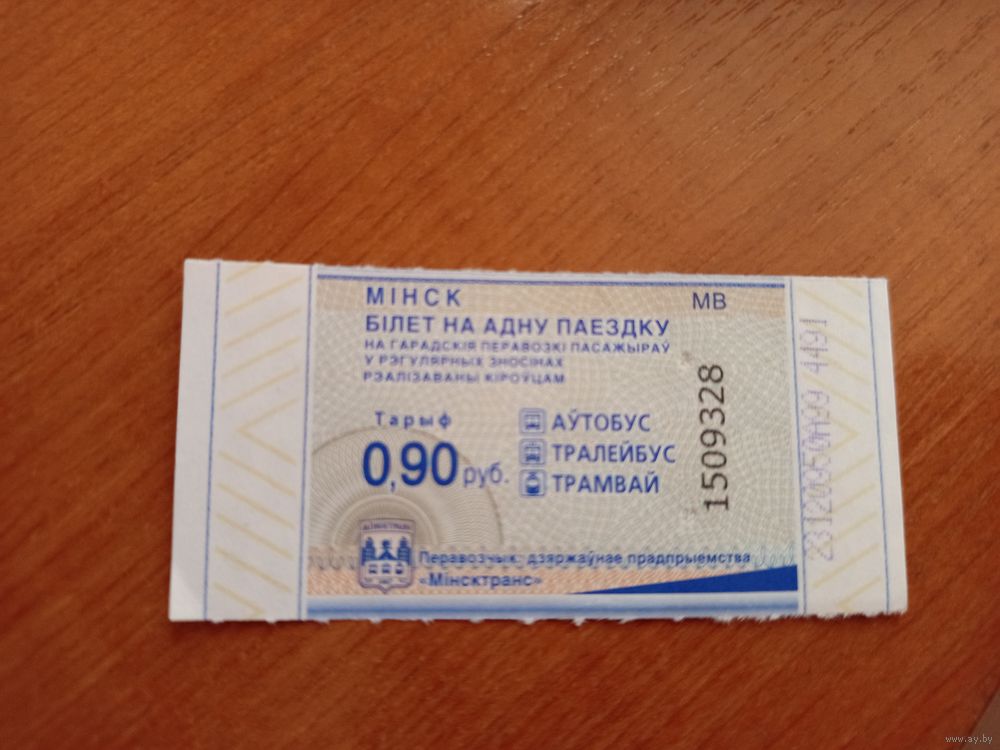 МІНСК
МВ
БІЛЕТ НА АДНУ ПАЕЗДКУ
НА ГАРАДСКІЯ ПЕРАВОЗКІ ПАСАЖЫРАЎ
У РЭГУЛЯРНЫХ ЗНОСІНАХ
РЭАЛІЗАВАНЫ КІРОЎЦАМ
Тарыф
0,90 руб.
АЎТОБУС
ТРАЛЕЙБУС
ТРАМВАЙ
1509328
Перавозчык: дзяржаўнае прадпрыемства
«Мінсктранс»
4491
www.ay.by